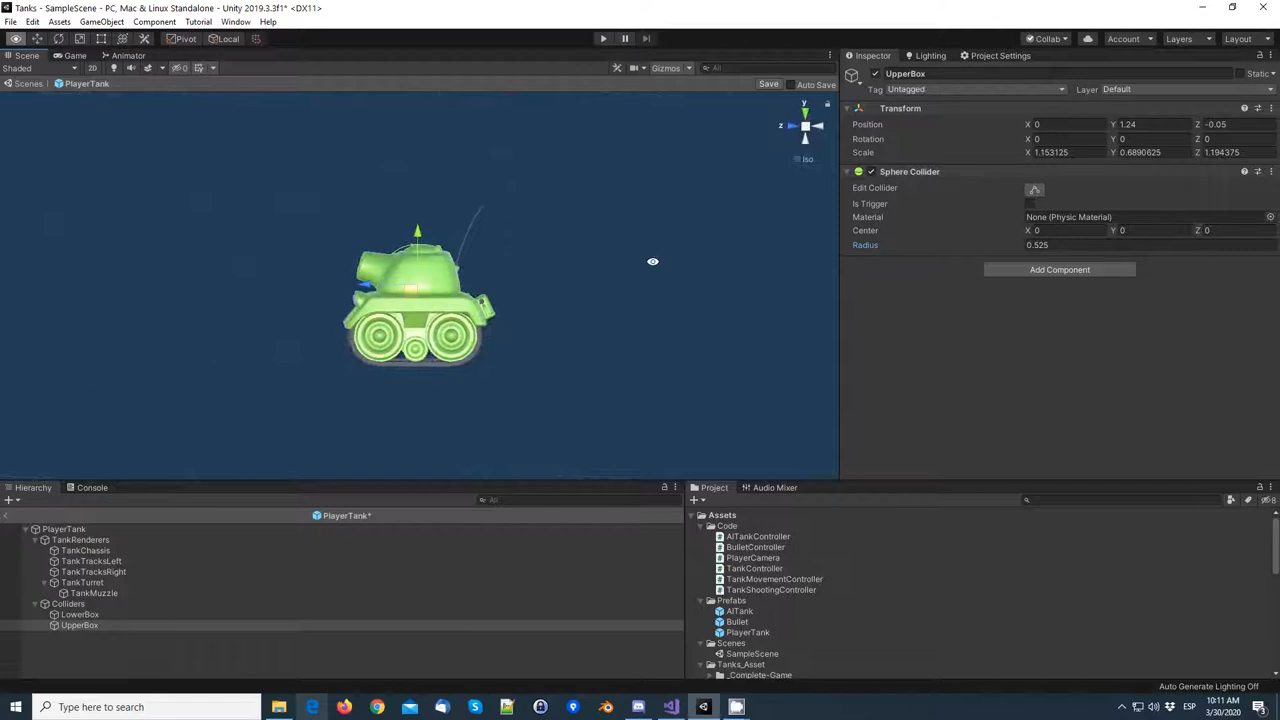 Tanks - SampleScene - PC, Mac & Linux Standalone - Unity 2019.3.3f1* <DX11>
File Edit Assets GameObject Component Tutorial Window Help
Pivot Local Collab Account Layers Layout
Scene Game Animator
Shaded 2D 0 Gizmos All
Scenes PlayerTank Save Auto Save
y
z
Iso
Inspector Lighting Project Settings
UpperBox Static
Tag Untagged Layer Default
Transform
Position X 0 Y 1.24 Z -0.05
Rotation X 0 Y 0 Z 0
Scale X 1.153125 Y 0.6890625 Z 1.194375
Sphere Collider
Edit Collider
Is Trigger
Material None (Physic Material)
Center X 0 Y 0 Z 0
Radius 0.525
Add Component
Hierarchy Console
All
PlayerTank*
PlayerTank
TankRenderers
TankChassis
TankTracksLeft
TankTracksRight
TankTurret
TankMuzzle
Colliders
LowerBox
UpperBox
Project Audio Mixer
8
Assets
Code
AITankController
BulletController
PlayerCamera
TankController
TankMovementController
TankShootingController
Prefabs
AITank
Bullet
PlayerTank
Scenes
SampleScene
Tanks_Asset
_Complete-Game
Auto Generate Lighting Off
Type here to search
ESP
10:11 AM
3/30/2020